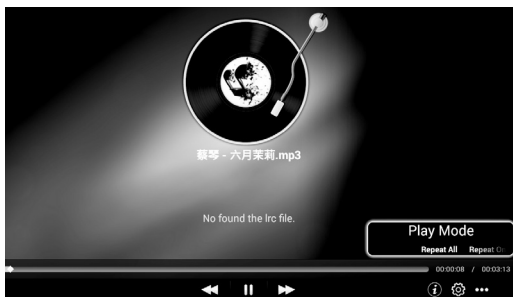 蔡琴 - 六月茉莉.mp3
No found the lrc file.
Play Mode
Repeat All Repeat
00:00:08 / 00:03:13